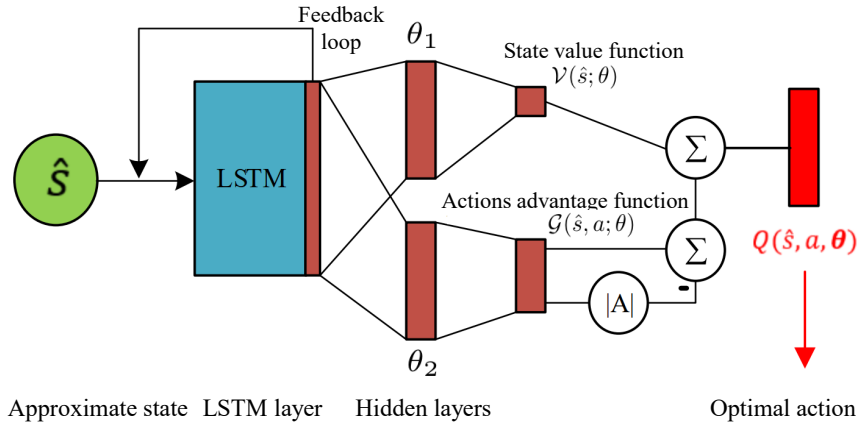 Feedback
loop
θ₁
State value function
𝒱(ŝ;θ)
ŝ
LSTM
Σ
Actions advantage function
𝒢(ŝ, a; θ)
Σ
Q(ŝ, a, θ)
-
|A|
θ₂
Approximate state
LSTM layer
Hidden layers
Optimal action